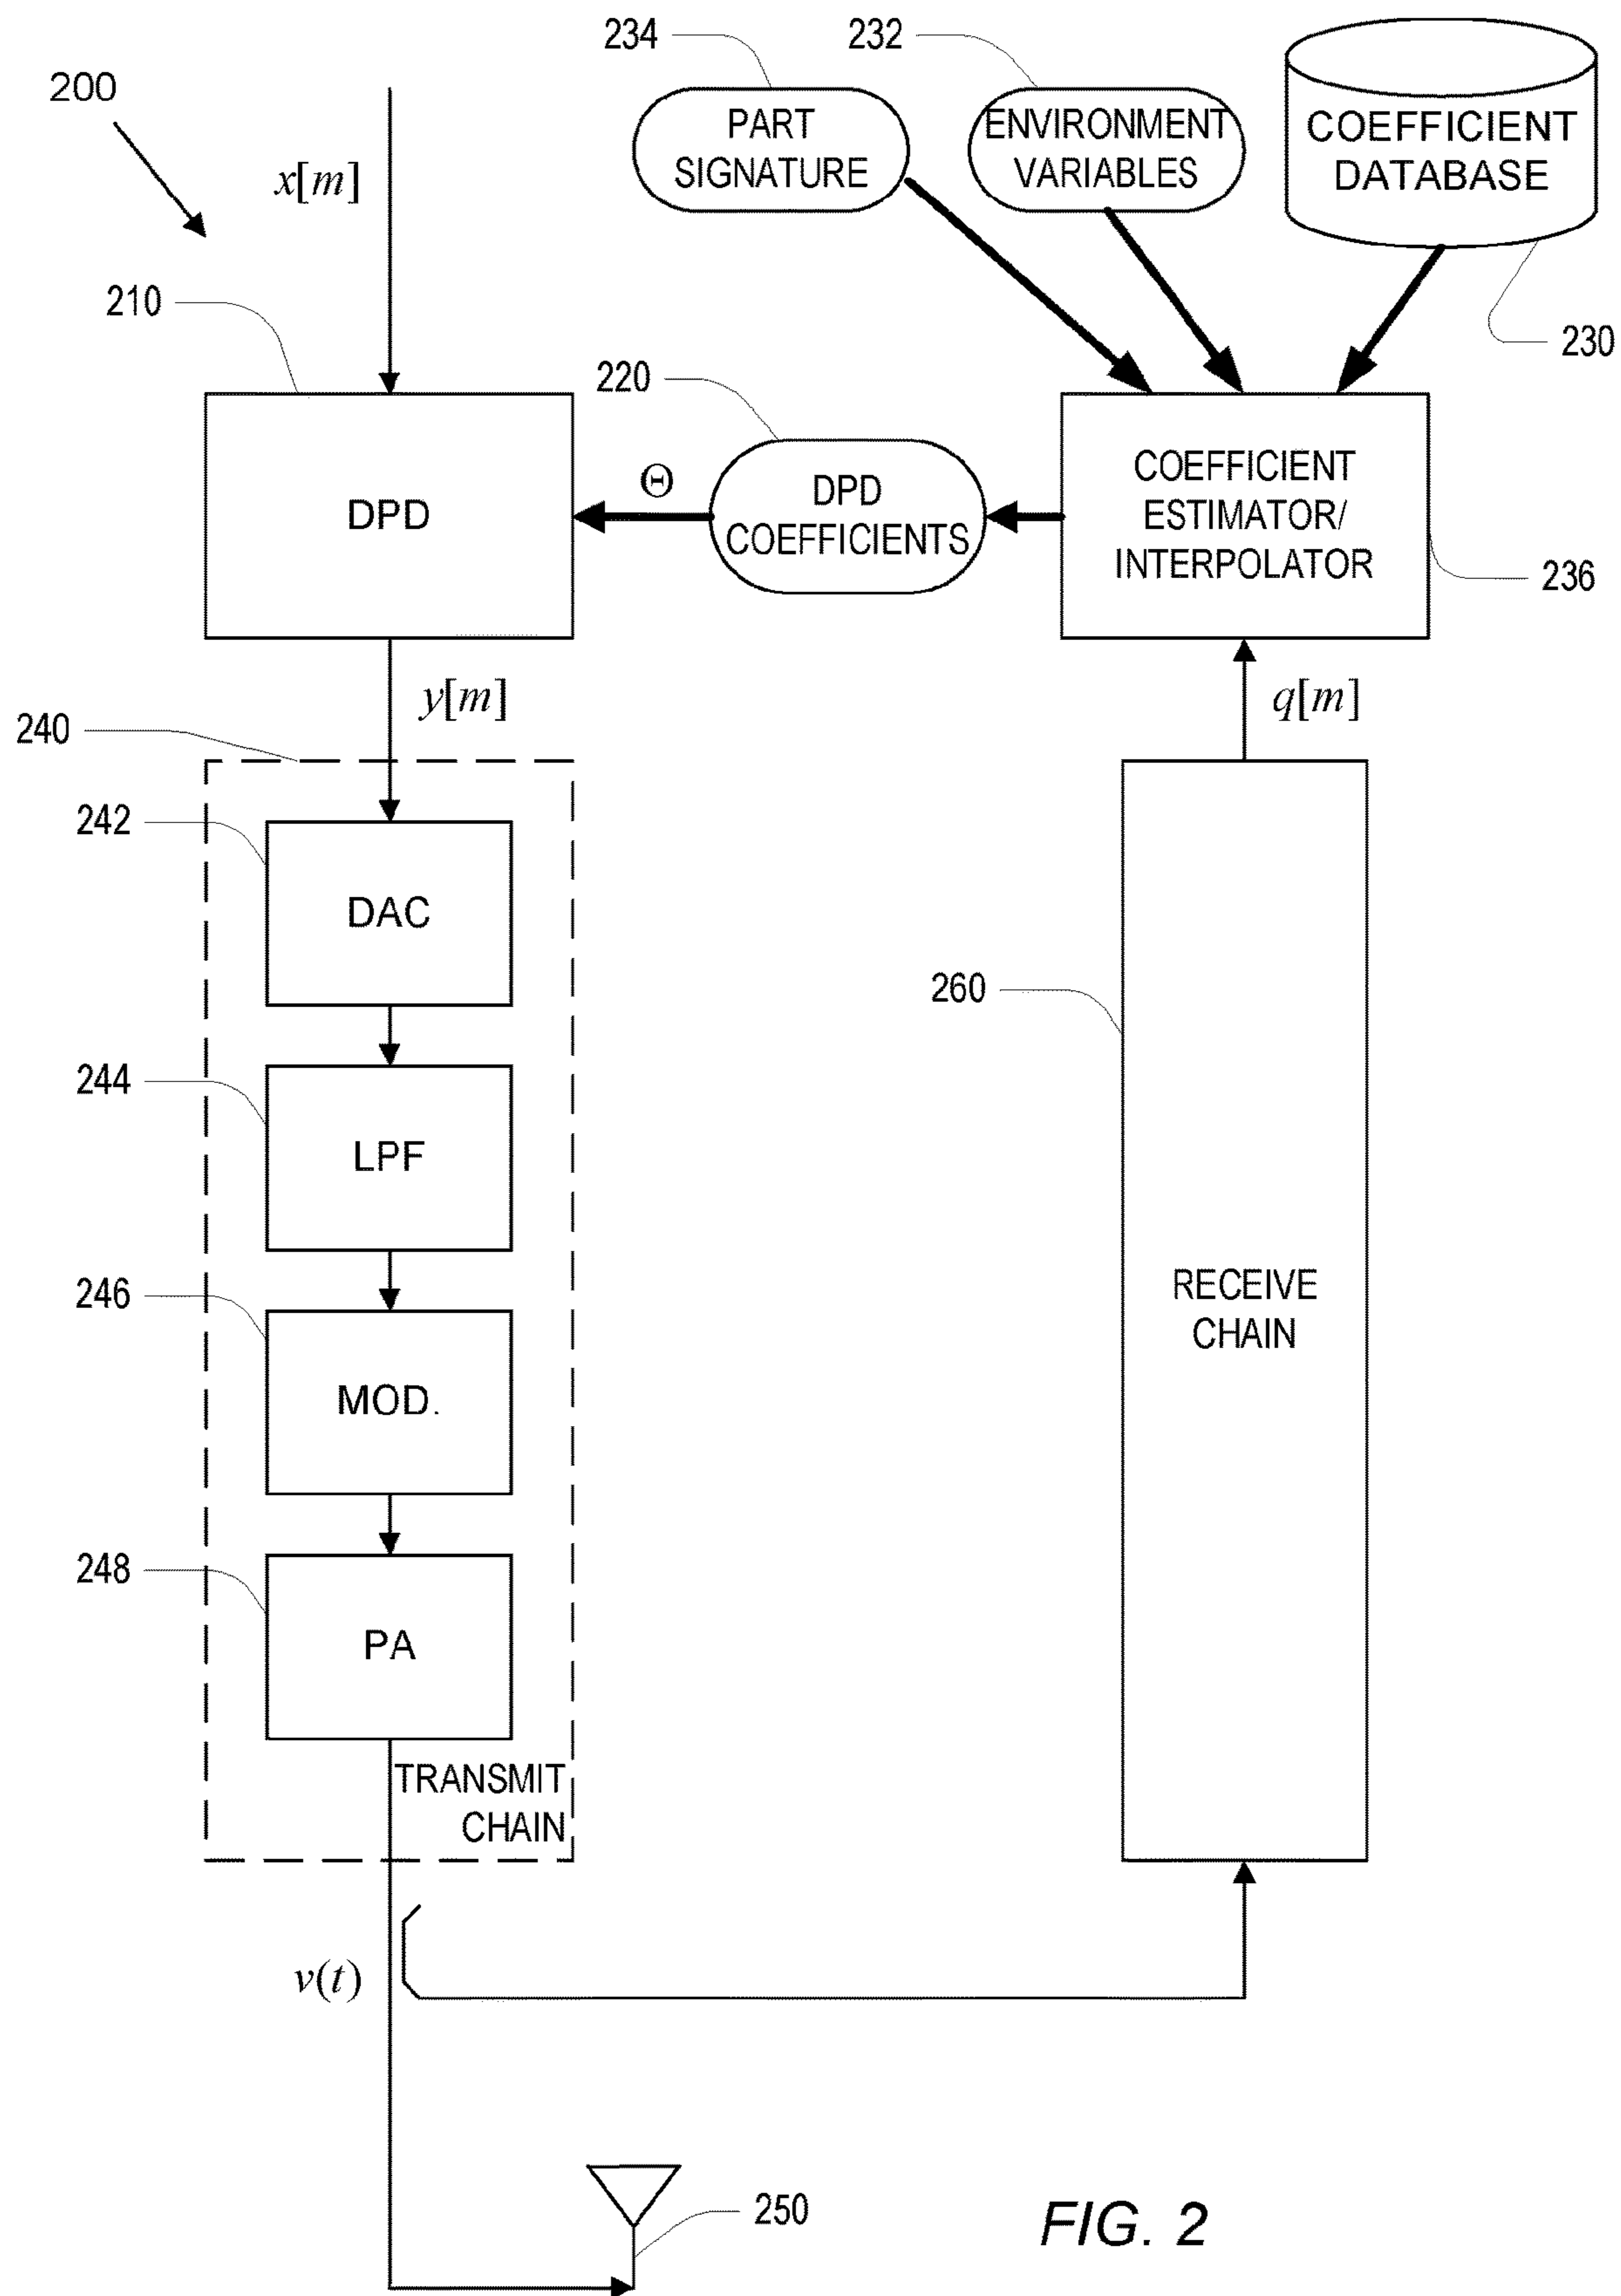 234
232
200
PART
SIGNATURE
ENVIRONMENT
VARIABLES
COEFFICIENT
DATABASE
x[m]
210
230
220
DPD
Θ
DPD
COEFFICIENTS
COEFFICIENT
ESTIMATOR/
INTERPOLATOR
236
y[m]
q[m]
240
242
DAC
260
244
LPF
246
MOD.
RECEIVE
CHAIN
248
PA
TRANSMIT
CHAIN
v(t)
250
FIG. 2